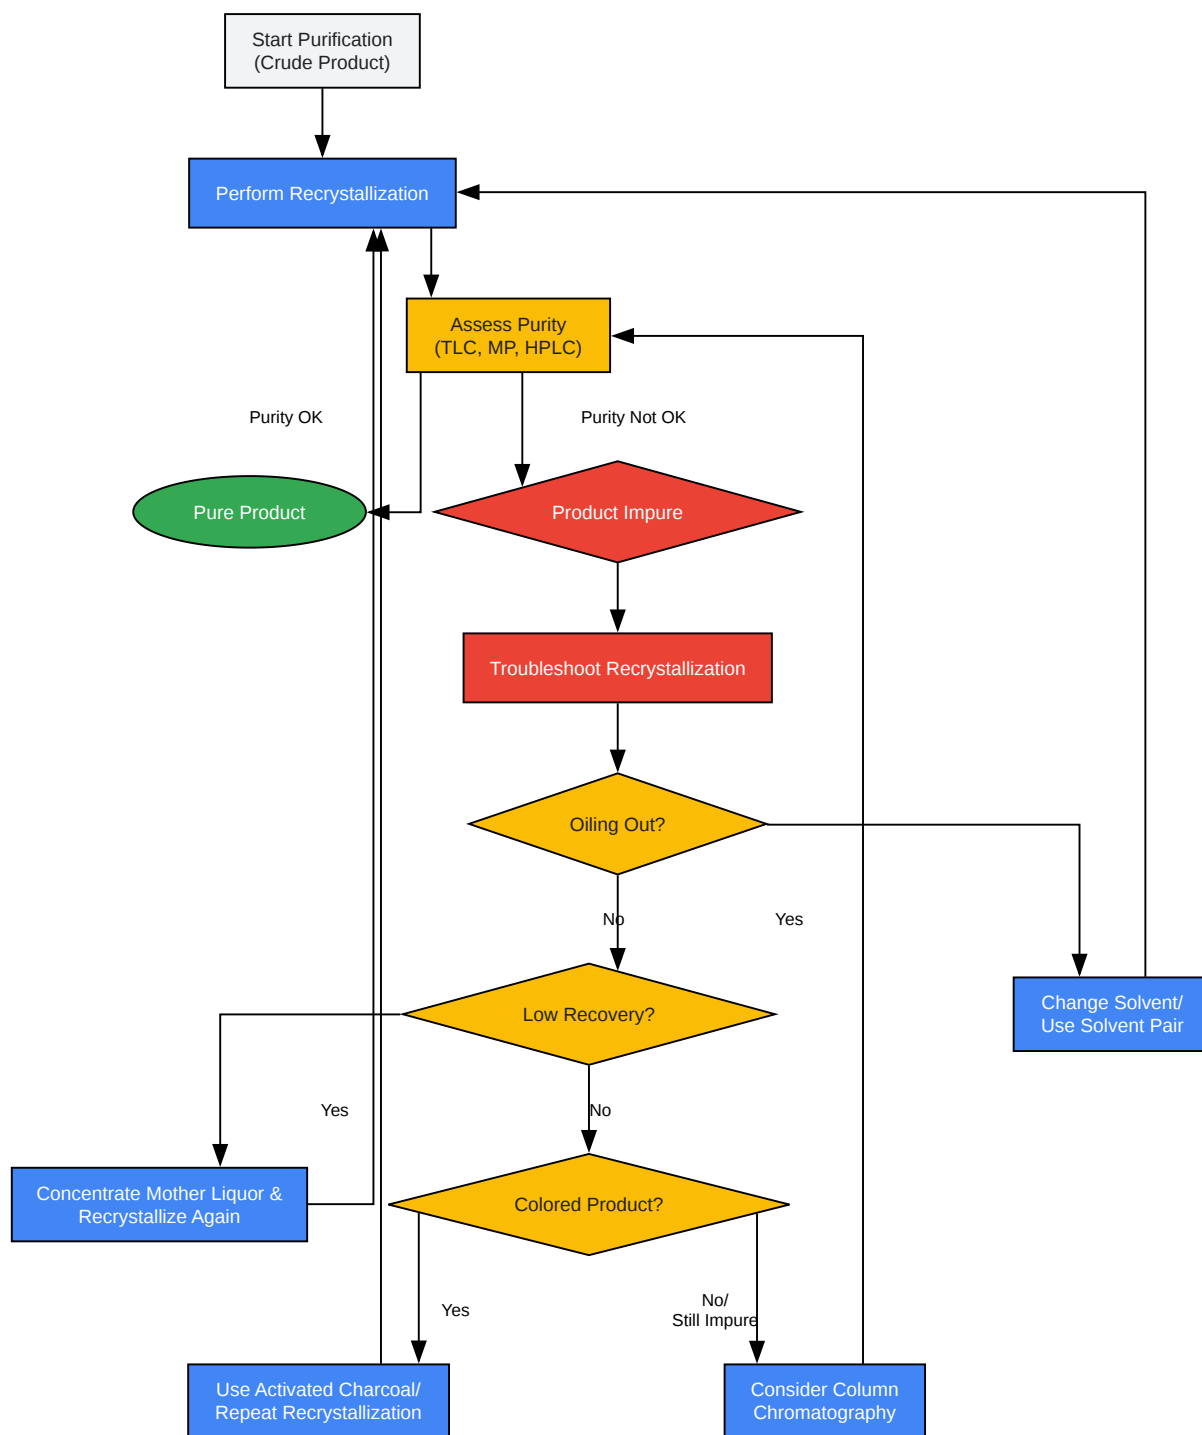 Start Purification
(Crude Product)
Perform Recrystallization
Assess Purity
(TLC, MP, HPLC)
Purity OK
Purity Not OK
Pure Product
Product Impure
Troubleshoot Recrystallization
Oiling Out?
No
Yes
Change Solvent/
Use Solvent Pair
Low Recovery?
Yes
No
Concentrate Mother Liquor &
Recrystallize Again
Colored Product?
Yes
No/
Still Impure
Use Activated Charcoal/
Repeat Recrystallization
Consider Column
Chromatography